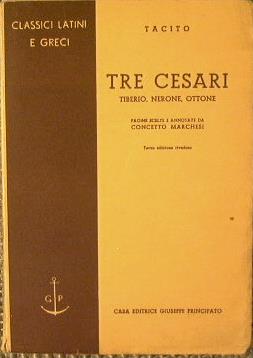 CLASSICI LATINI
E GRECI
TACITO
TRE CESARI
TIBERIO, NERONE, OTTONE
PAGINE SCELTE E ANNOTATE DA
CONCETTO MARCHESI
Terza edizione riveduta
G P
CASA EDITRICE GIUSEPPE PRINCIPATO